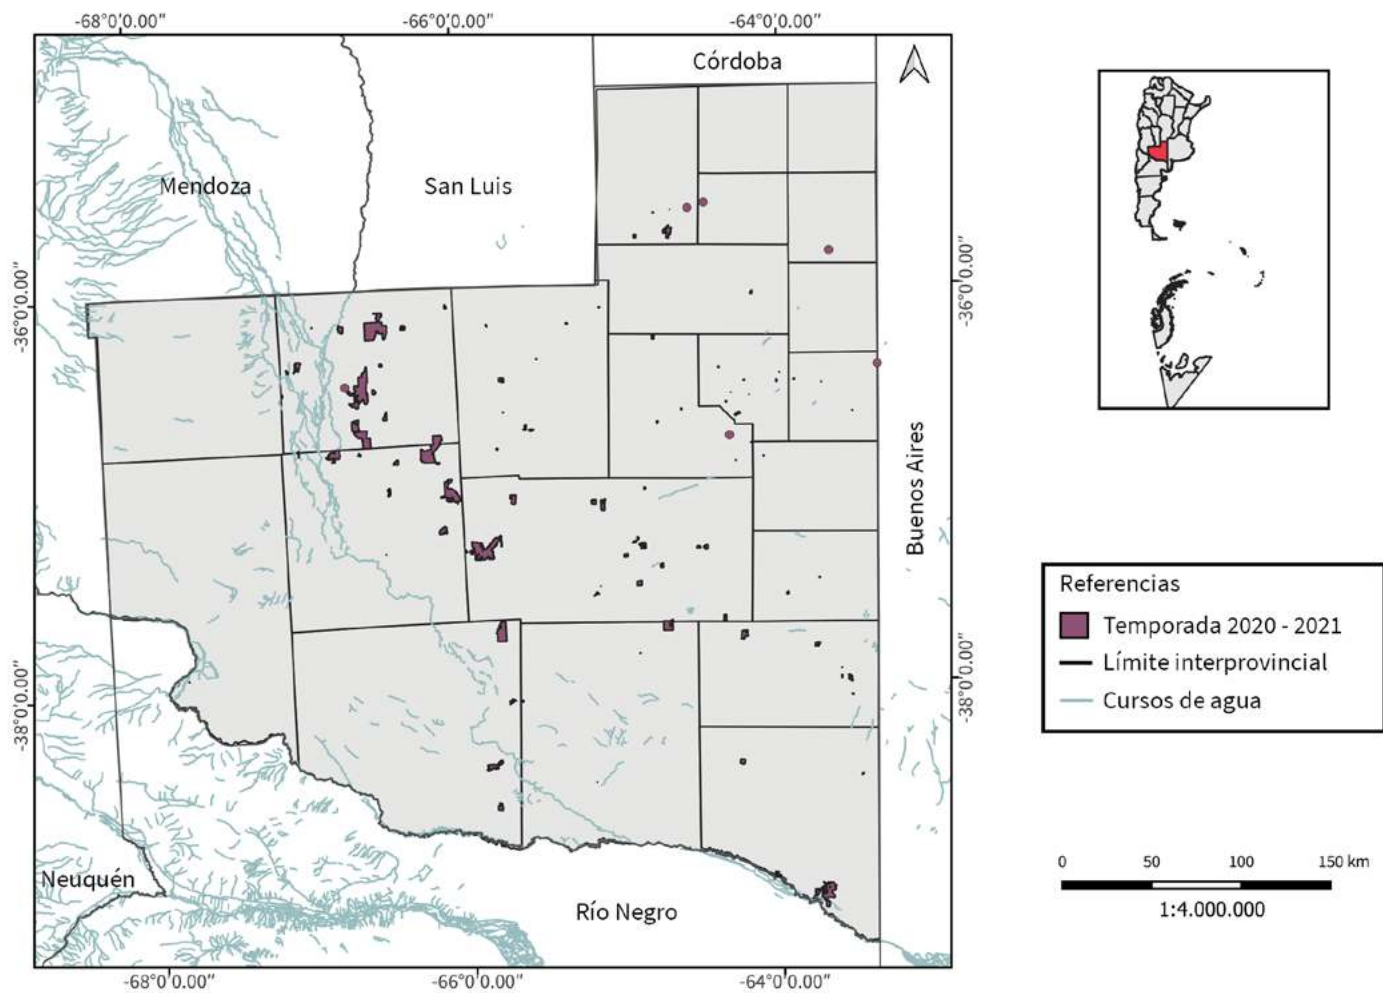 -68°0'0.00" -66°0'0.00" -64°0'0.00"
Córdoba
Mendoza
San Luis
-36°0'0.00"
-36°0'0.00"
Buenos Aires
-38°0'0.00"
-38°0'0.00"
Neuquén
Río Negro
-68°0'0.00" -66°0'0.00" -64°0'0.00"
Referencias
Temporada 2020 - 2021
Límite interprovincial
Cursos de agua
0 50 100 150 km
1:4.000.000